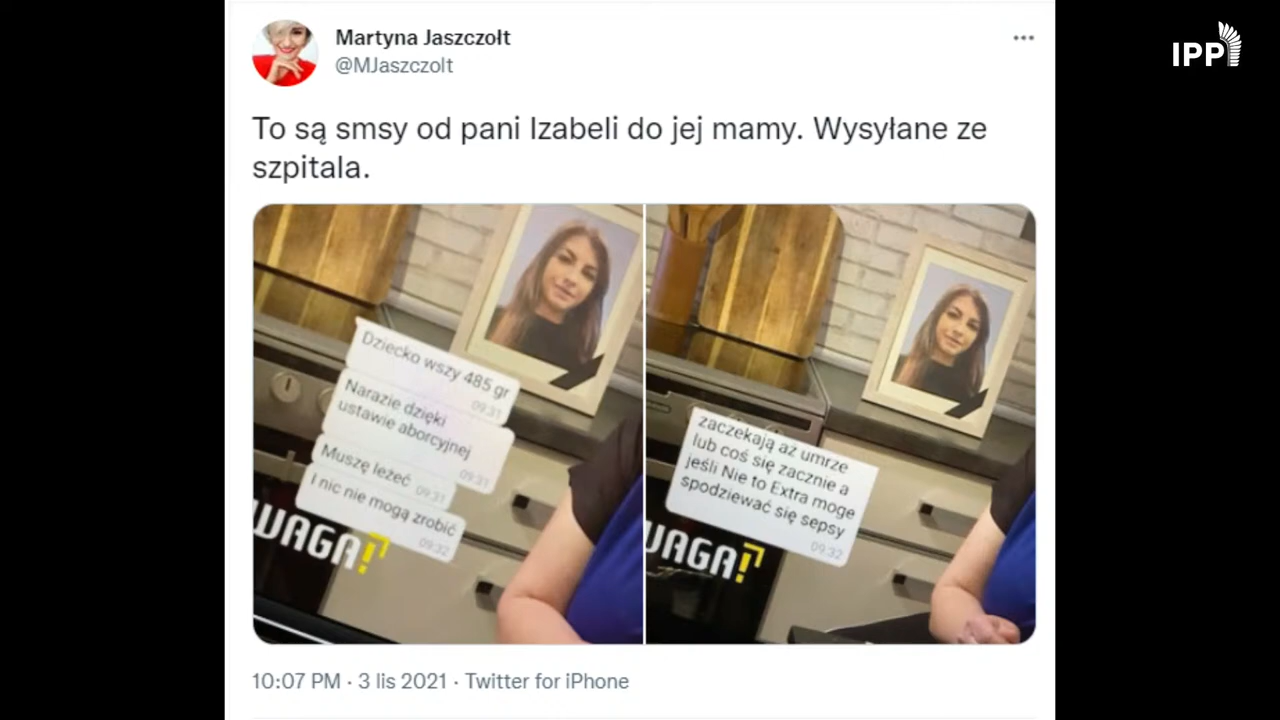 Martyna Jaszczołt
@MJaszczolt
IPP
To są smsy od pani Izabeli do jej mamy. Wysyłane ze
szpitala.
Dziecko wszy 485 gr
09:31
Narazie dzięki
ustawie aborcyjnej
09:31
Muszę leżeć
09:31
I nic nie mogą zrobić
09:32
WAGA!
zaczekają aż umrze
lub coś się zacznie a
jeśli Nie to Extra moge
spodziewać się sepsy
09:32
WAGA!
10:07 PM · 3 lis 2021 · Twitter for iPhone